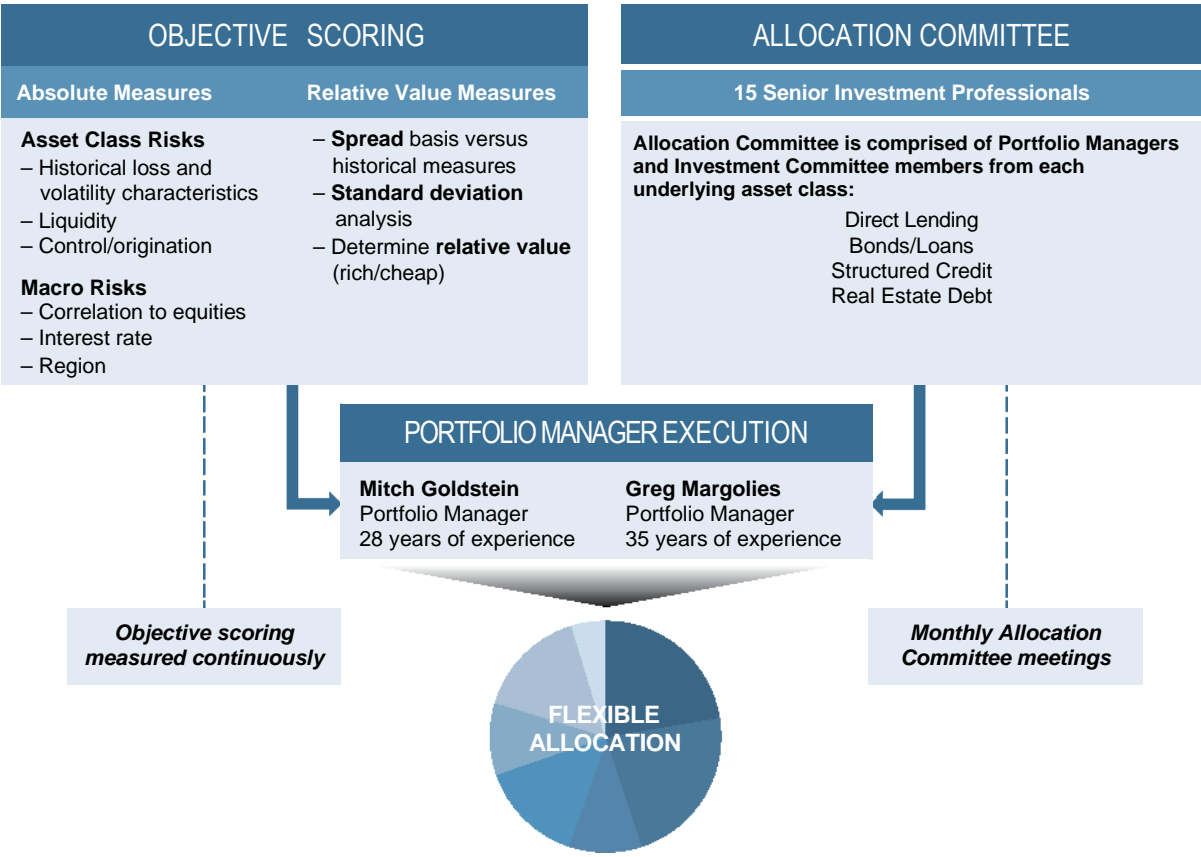 OBJECTIVE SCORING
Absolute Measures
Asset Class Risks
– Historical loss and
volatility characteristics
– Liquidity
– Control/origination
Macro Risks
– Correlation to equities
– Interest rate
– Region
Relative Value Measures
– Spread basis versus
historical measures
– Standard deviation
analysis
– Determine relative value
(rich/cheap)
ALLOCATION COMMITTEE
15 Senior Investment Professionals
Allocation Committee is comprised of Portfolio Managers
and Investment Committee members from each
underlying asset class:
Direct Lending
Bonds/Loans
Structured Credit
Real Estate Debt
PORTFOLIO MANAGER EXECUTION
Mitch Goldstein
Portfolio Manager
28 years of experience
Greg Margolies
Portfolio Manager
35 years of experience
Objective scoring
measured continuously
Monthly Allocation
Committee meetings
FLEXIBLE
ALLOCATION